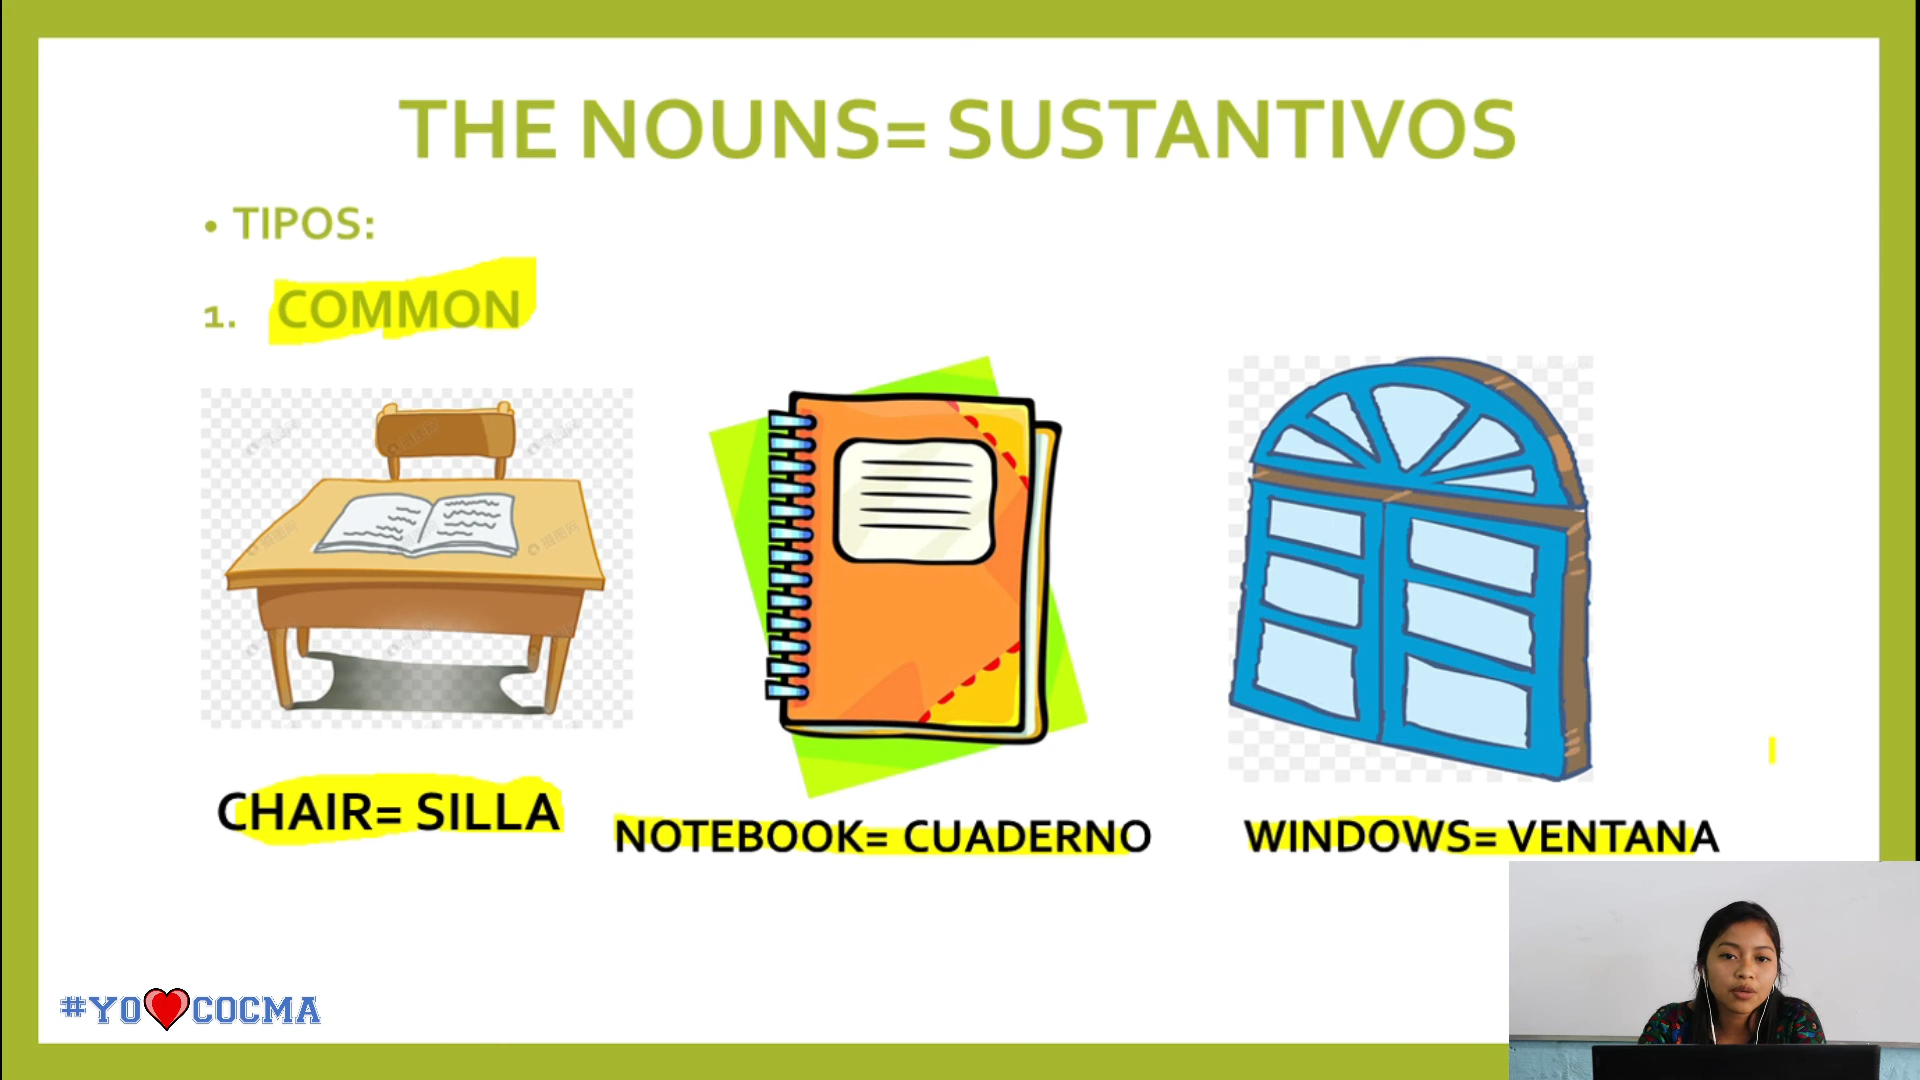 THE NOUNS= SUSTANTIVOS
• TIPOS:
1. COMMON
CHAIR= SILLA
NOTEBOOK= CUADERNO
WINDOWS= VENTANA
#YO❤COCMA